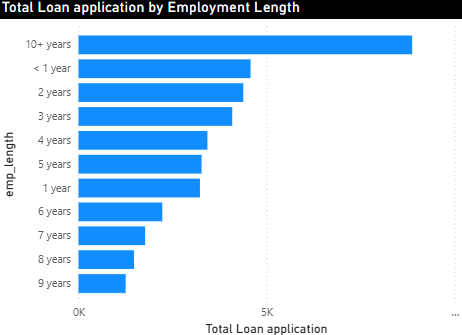 Total Loan application by Employment Length
10+ years
< 1 year
2 years
3 years
4 years
5 years
1 year
6 years
7 years
8 years
9 years
emp_length
0K
5K
...
Total Loan application